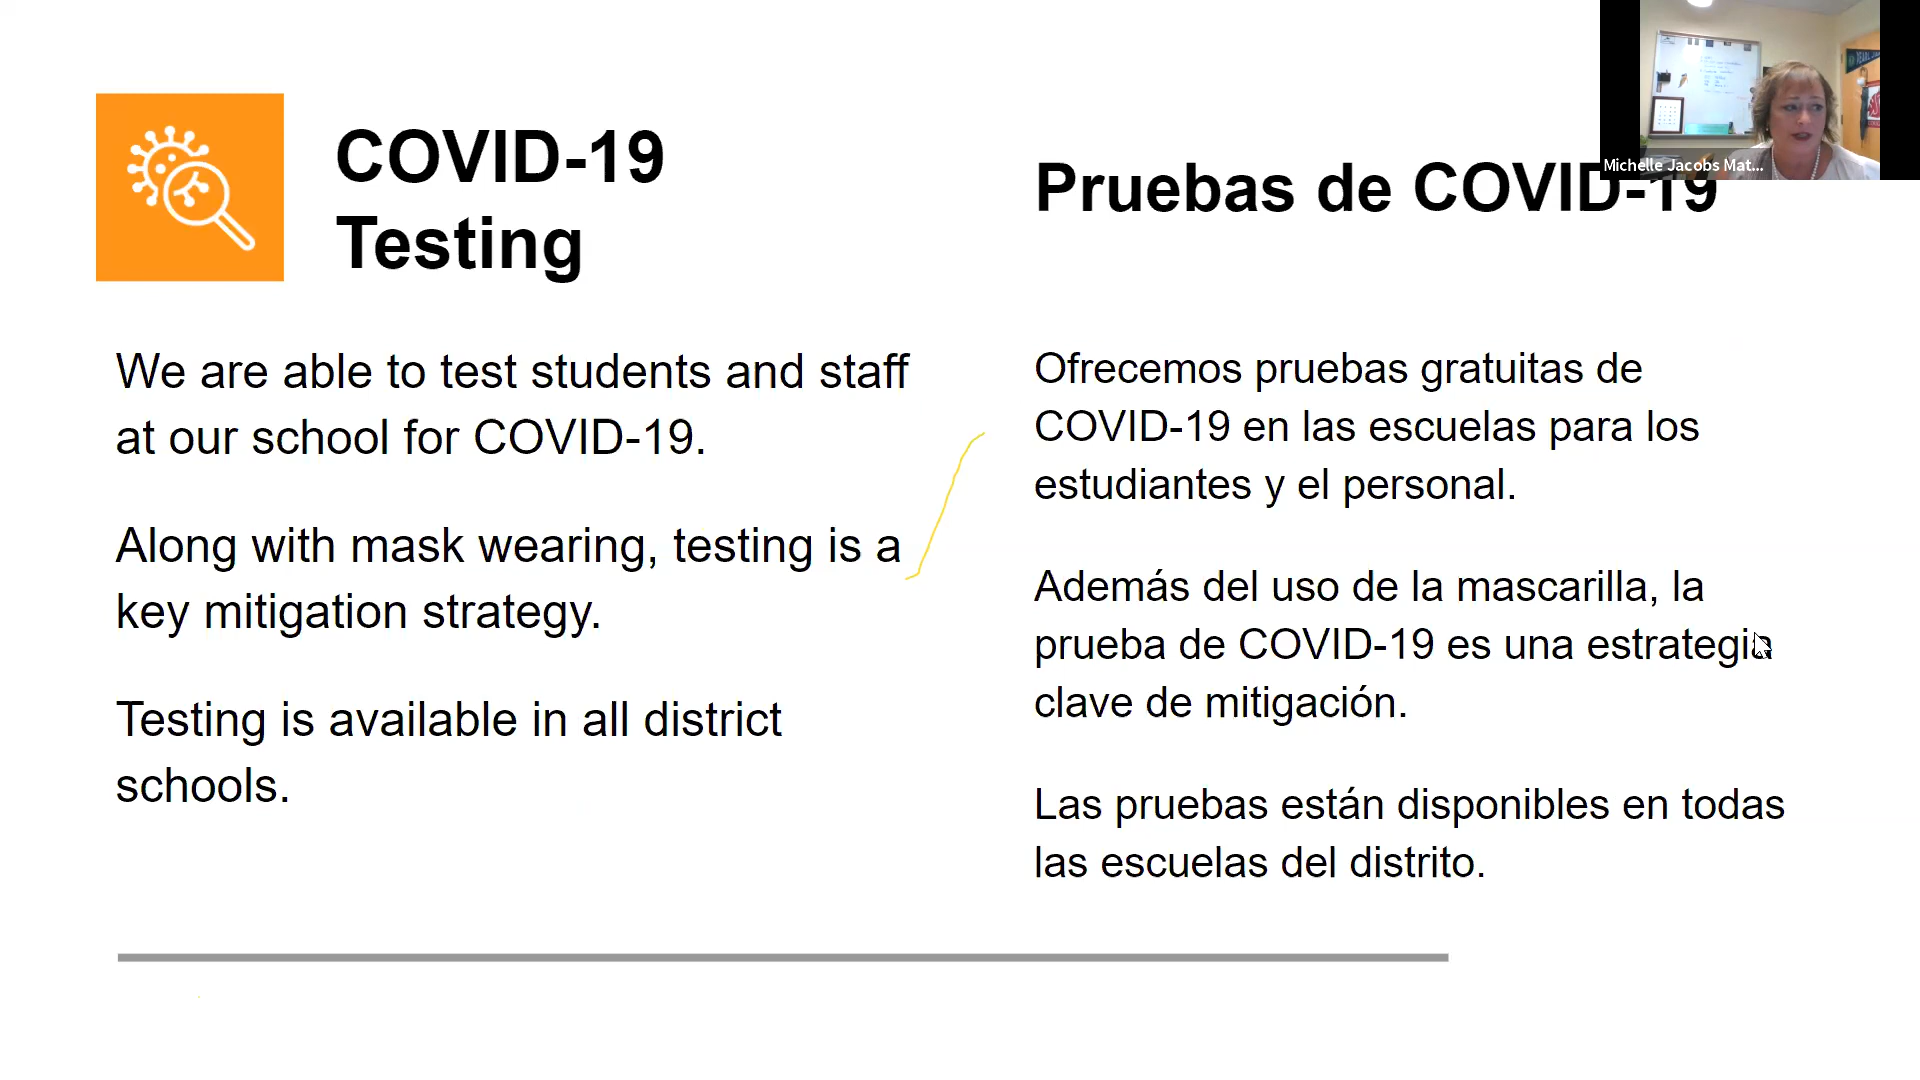 COVID-19
Testing
We are able to test students and staff
at our school for COVID-19.
Along with mask wearing, testing is a
key mitigation strategy.
Testing is available in all district
schools.
Pruebas de COVID-19
Ofrecemos pruebas gratuitas de
COVID-19 en las escuelas para los
estudiantes y el personal.
Además del uso de la mascarilla, la
prueba de COVID-19 es una estrategia
clave de mitigación.
Las pruebas están disponibles en todas
las escuelas del distrito.
Michelle Jacobs Mat...